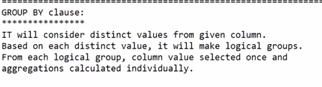 GROUP BY clause:
****************
IT will consider distinct values from given column.
Based on each distinct value, it will make logical groups.
From each logical group, column value selected once and
aggregations calculated individually.